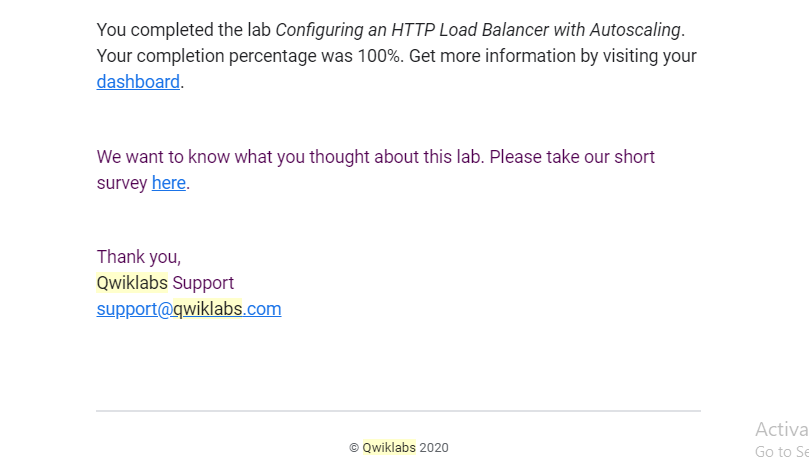 You completed the lab Configuring an HTTP Load Balancer with Autoscaling.
Your completion percentage was 100%. Get more information by visiting your
dashboard.
We want to know what you thought about this lab. Please take our short
survey here.
Thank you,
Qwiklabs Support
support@qwiklabs.com
© Qwiklabs 2020
Activa
Go to Se